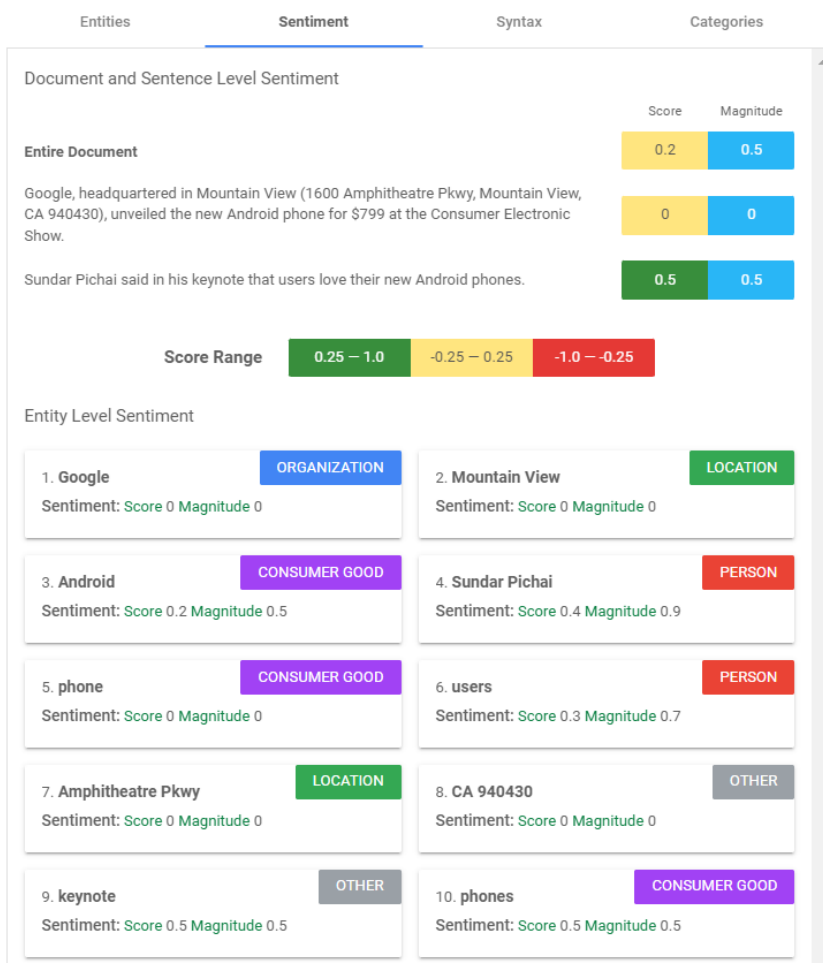 Entities Sentiment Syntax Categories
Document and Sentence Level Sentiment
Score Magnitude
Entire Document 0.2 0.5
Google, headquartered in Mountain View (1600 Amphitheatre Pkwy, Mountain View,
CA 940430), unveiled the new Android phone for $799 at the Consumer Electronic
Show.
0 0
Sundar Pichai said in his keynote that users love their new Android phones. 0.5 0.5
Score Range 0.25 — 1.0 -0.25 — 0.25 -1.0 — -0.25
Entity Level Sentiment
1. Google ORGANIZATION
Sentiment: Score 0 Magnitude 0
2. Mountain View LOCATION
Sentiment: Score 0 Magnitude 0
3. Android CONSUMER GOOD
Sentiment: Score 0.2 Magnitude 0.5
4. Sundar Pichai PERSON
Sentiment: Score 0.4 Magnitude 0.9
5. phone CONSUMER GOOD
Sentiment: Score 0 Magnitude 0
6. users PERSON
Sentiment: Score 0.3 Magnitude 0.7
7. Amphitheatre Pkwy LOCATION
Sentiment: Score 0 Magnitude 0
8. CA 940430 OTHER
Sentiment: Score 0 Magnitude 0
9. keynote OTHER
Sentiment: Score 0.5 Magnitude 0.5
10. phones CONSUMER GOOD
Sentiment: Score 0.5 Magnitude 0.5